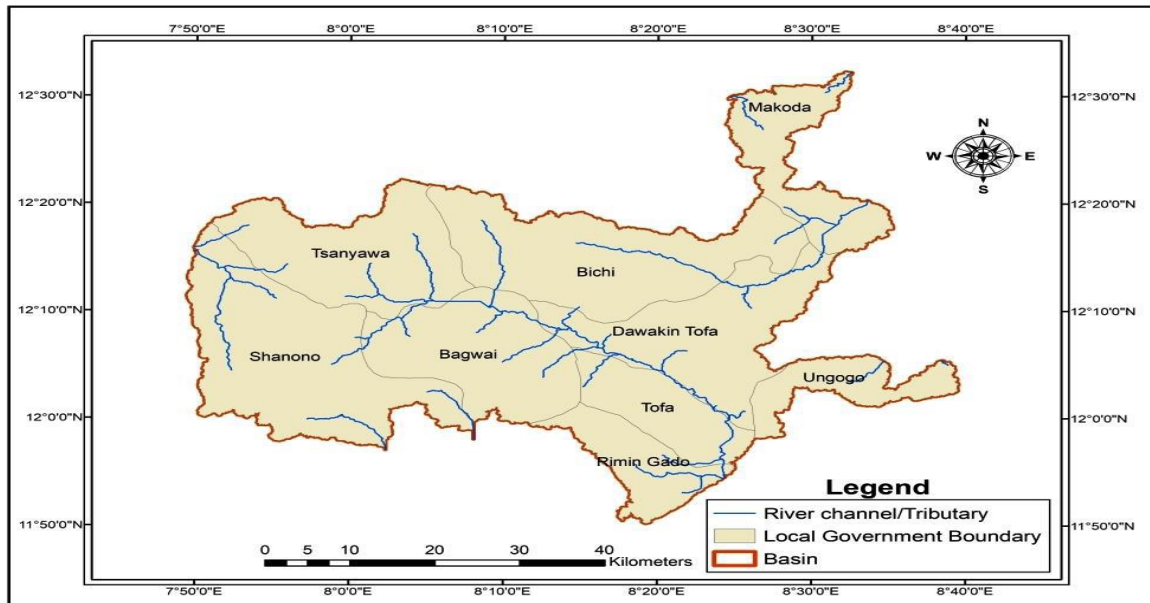 7°50'0"E 8°0'0"E 8°10'0"E 8°20'0"E 8°30'0"E 8°40'0"E
12°30'0"N
12°20'0"N
12°10'0"N
12°0'0"N
11°50'0"N
Makoda
N
W E
S
Tsanyawa
Bichi
Dawakin Tofa
Shanono
Bagwai
Ungogo
Tofa
Rimin Gado
12°30'0"N
12°20'0"N
12°10'0"N
12°0'0"N
11°50'0"N
Legend
River channel/Tributary
Local Government Boundary
Basin
0 5 10 20 30 40
Kilometers
7°50'0"E 8°0'0"E 8°10'0"E 8°20'0"E 8°30'0"E 8°40'0"E